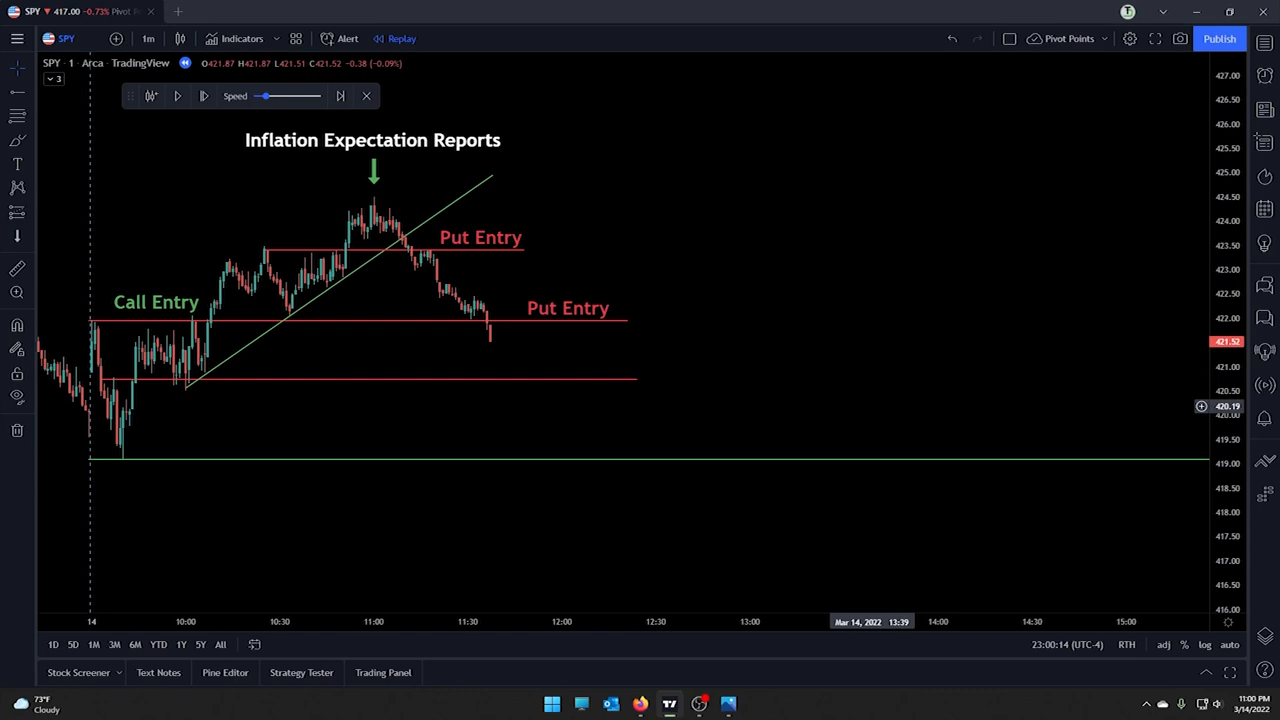 SPY 417.00 -0.73% Pivot Po
SPY
1m
Indicators
Alert
Replay
Pivot Points
Publish
SPY · 1 · Arca · TradingView
O421.87 H421.87 L421.51 C421.52 -0.38 (-0.09%)
3
Speed
Inflation Expectation Reports
Put Entry
Call Entry
Put Entry
427.00
426.50
426.00
425.50
425.00
424.50
424.00
423.50
423.00
422.50
422.00
421.52
421.00
420.50
420.19
420.00
419.50
419.00
418.50
418.00
417.50
417.00
416.50
416.00
14
10:00
10:30
11:00
11:30
12:00
12:30
13:00
Mar 14, 2022 13:39
14:00
14:30
15:00
1D 5D 1M 3M 6M YTD 1Y 5Y All
23:00:14 (UTC-4)
RTH
adj % log auto
Stock Screener
Text Notes
Pine Editor
Strategy Tester
Trading Panel
73°F
Cloudy
11:00 PM
3/14/2022